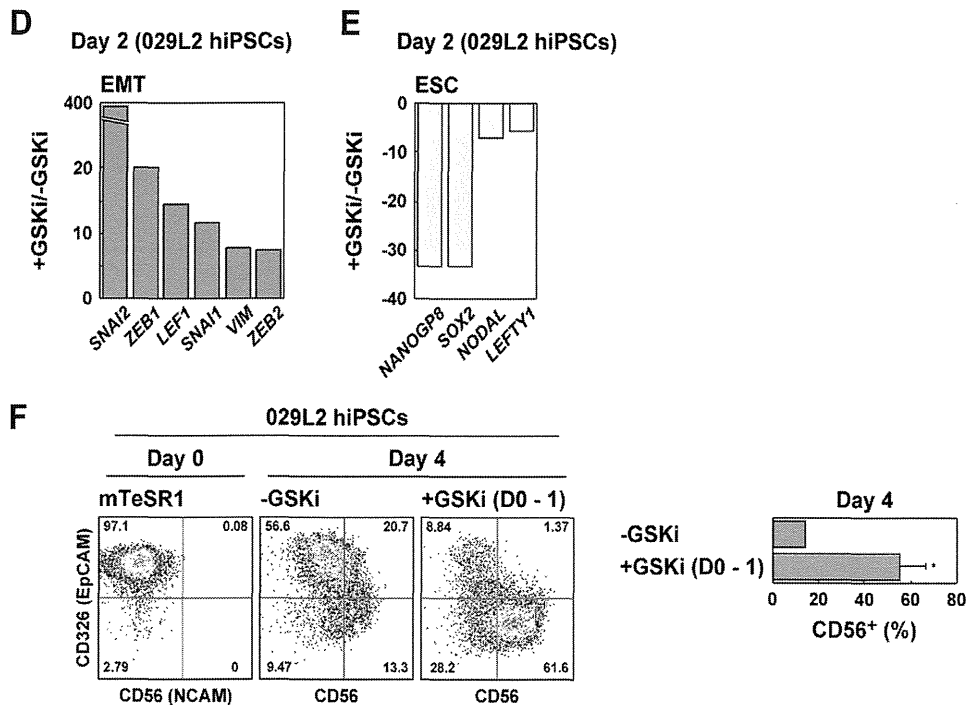 D
Day 2 (029L2 hiPSCs)
EMT
+GSKi/-GSKi
400
20
10
0
SNAI2
ZEB1
LEF1
SNAI1
VIM
ZEB2
E
Day 2 (029L2 hiPSCs)
ESC
+GSKi/-GSKi
0
-10
-20
-30
-40
NANOGP8
SOX2
NODAL
LEFTY1
F
029L2 hiPSCs
Day 0
Day 4
mTeSR1
-GSKi
+GSKi (D0 - 1)
97.1
0.08
2.79
0
56.6
20.7
9.47
13.3
8.84
1.37
28.2
61.6
CD326 (EpCAM)
CD56 (NCAM)
CD56
CD56
Day 4
-GSKi
+GSKi (D0 - 1)
*
0 20 40 60 80
CD56⁺ (%)